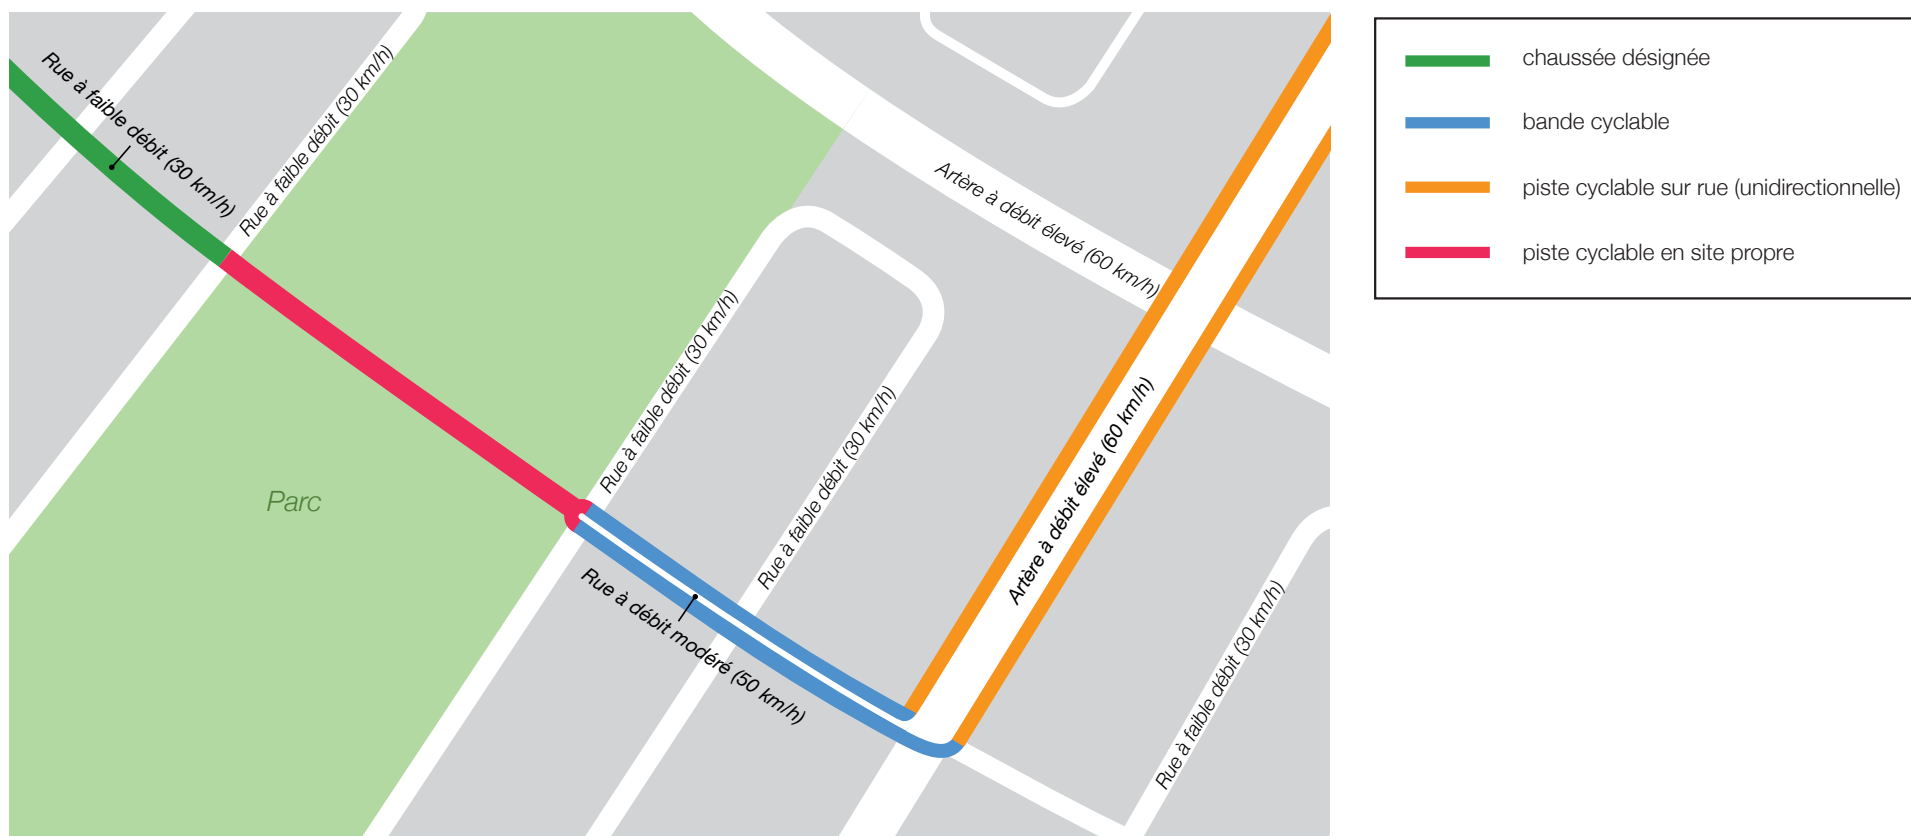 Rue à faible débit (30 km/h)
Rue à faible débit (30 km/h)
Artère à débit élevé (60 km/h)
Rue à faible débit (30 km/h)
Rue à faible débit (30 km/h)
Artère à débit élevé (60 km/h)
Parc
Rue à débit modéré (50 km/h)
Rue à faible débit (30 km/h)
chaussée désignée
bande cyclable
piste cyclable sur rue (unidirectionnelle)
piste cyclable en site propre